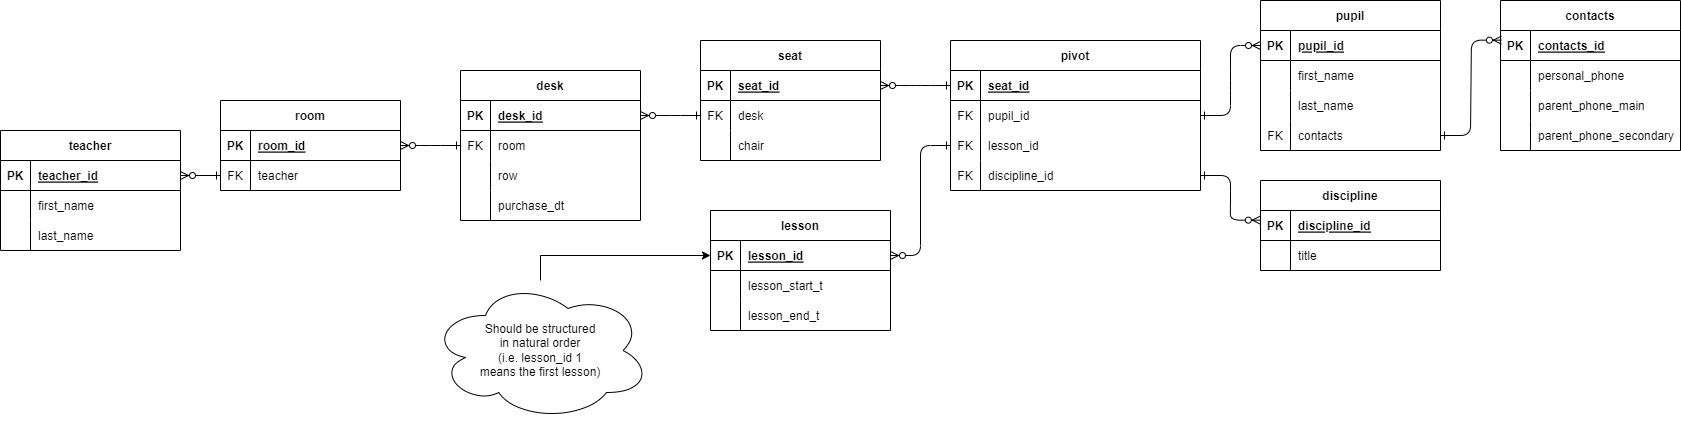 teacher
PK teacher_id
first_name
last_name
room
PK room_id
FK teacher
desk
PK desk_id
FK room
row
purchase_dt
seat
PK seat_id
FK desk
chair
pivot
PK seat_id
FK pupil_id
FK lesson_id
FK discipline_id
pupil
PK pupil_id
first_name
last_name
FK contacts
contacts
PK contacts_id
personal_phone
parent_phone_main
parent_phone_secondary
discipline
PK discipline_id
title
lesson
PK lesson_id
lesson_start_t
lesson_end_t
Should be structured
in natural order
(i.e. lesson_id 1
means the first lesson)